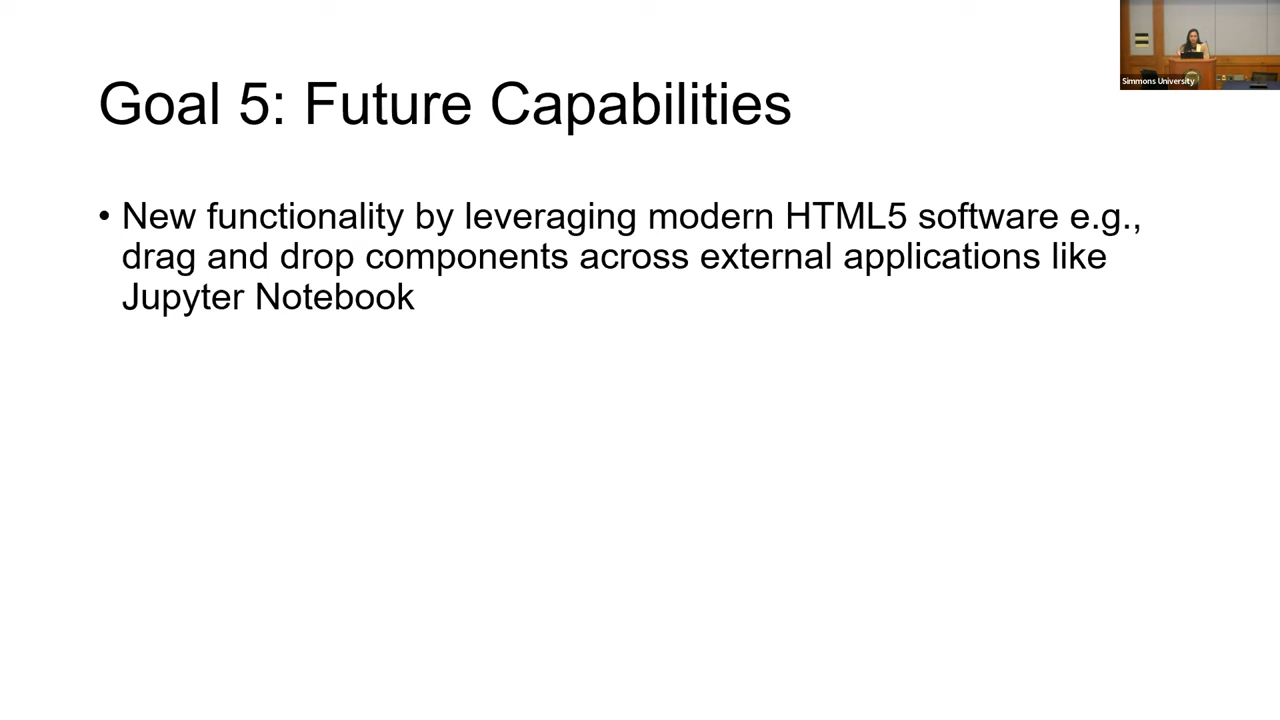 Simmons University
Goal 5: Future Capabilities
• New functionality by leveraging modern HTML5 software e.g.,
drag and drop components across external applications like
Jupyter Notebook